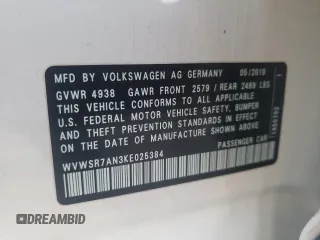 MFD BY VOLKSWAGEN AG GERMANY 06/2019
GVWR 4938 GAWR FRONT 2579 / REAR 2469 LBS
THIS VEHICLE CONFORMS TO ALL APPLICABLE
U.S. FEDERAL MOTOR VEHICLE SAFETY, BUMPER
AND THEFT PREVENTION STANDARDS IN EFFECT
ON THE DATE OF MANUFACTURE SHOWN ABOVE
WVWSR7AN3KE025384
PASSENGER CAR
DREAMBID